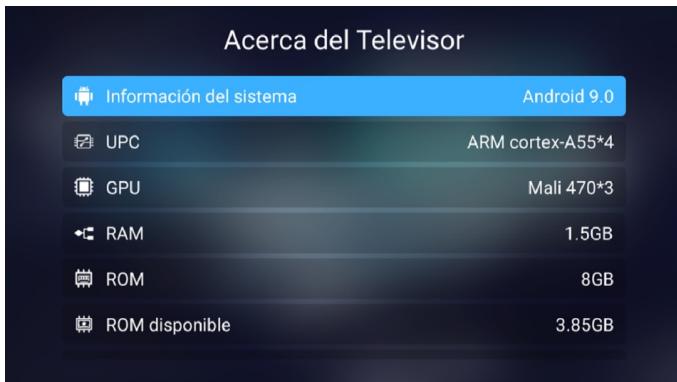 Acerca del Televisor
Información del sistema Android 9.0
UPC ARM cortex-A55*4
GPU Mali 470*3
RAM 1.5GB
ROM 8GB
ROM disponible 3.85GB